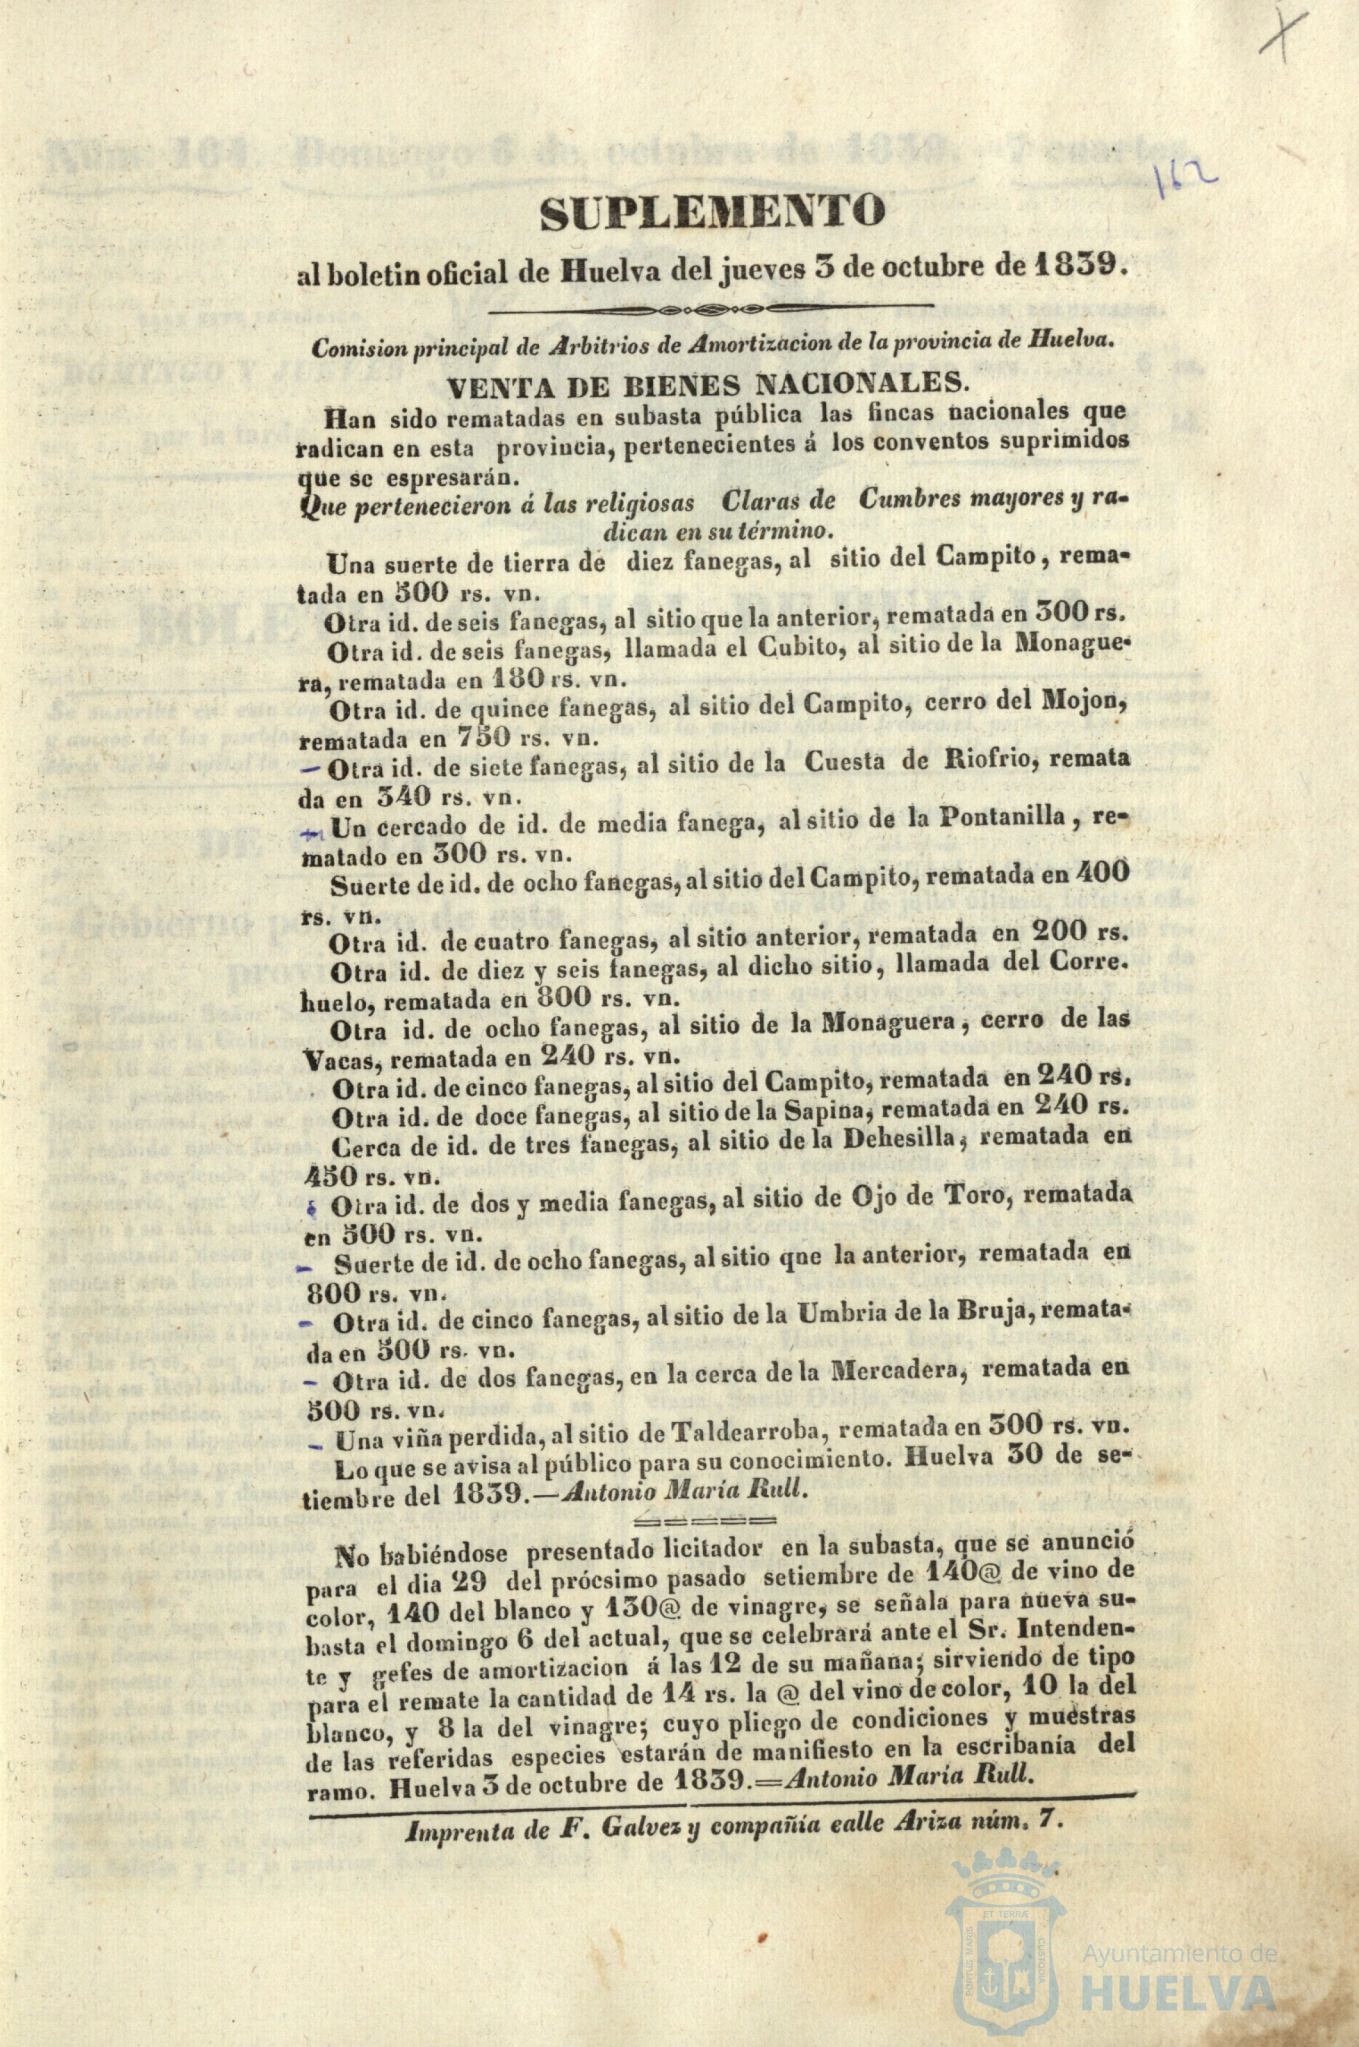 162
SUPLEMENTO
al boletin oficial de Huelva del jueves 3 de octubre de 1839.
Comision principal de Arbitrios de Amortizacion de la provincia de Huelva.
VENTA DE BIENES NACIONALES.
Han sido rematadas en subasta pública las fincas nacionales que
radican en esta provincia, pertenecientes á los conventos suprimidos
que se espresarán.
Que pertenecieron á las religiosas Claras de Cumbres mayores y ra-
dican en su término.
Una suerte de tierra de diez fanegas, al sitio del Campito, rema-
tada en 500 rs. vn.
Otra id. de seis fanegas, al sitio que la anterior, rematada en 300 rs.
Otra id. de seis fanegas, llamada el Cubito, al sitio de la Monague-
ra, rematada en 180 rs. vn.
Otra id. de quince fanegas, al sitio del Campito, cerro del Mojon,
rematada en 750 rs. vn.
Otra id. de siete fanegas, al sitio de la Cuesta de Riofrio, remata
da en 340 rs. vn.
Un cercado de id. de media fanega, al sitio de la Pontanilla, re-
matado en 300 rs. vn.
Suerte de id. de ocho fanegas, al sitio del Campito, rematada en 400
rs. vn.
Otra id. de cuatro fanegas, al sitio anterior, rematada en 200 rs.
Otra id. de diez y seis fanegas, al dicho sitio, llamada del Corre.
huelo, rematada en 800 rs. vn.
Otra id. de ocho fanegas, al sitio de la Monaguera, cerro de las
Vacas, rematada en 240 rs. vn.
Otra id. de cinco fanegas, al sitio del Campito, rematada en 240 rs.
Otra id. de doce fanegas, al sitio de la Sapina, rematada en 240 rs.
Cerca de id. de tres fanegas, al sitio de la Dehesilla, rematada en
450 rs. vn.
Otra id. de dos y media fanegas, al sitio de Ojo de Toro, rematada
en 500 rs. vn.
Suerte de id. de ocho fanegas, al sitio que la anterior, rematada en
800 rs. vn.
Otra id. de cinco fanegas, al sitio de la Umbria de la Bruja, remata-
da en 500 rs. vn.
Otra id. de dos fanegas, en la cerca de la Mercadera, rematada en
500 rs. vn.
Una viña perdida, al sitio de Taldearroba, rematada en 300 rs. vn.
Lo que se avisa al público para su conocimiento. Huelva 30 de se-
tiembre del 1839.—Antonio María Rull.
No babiéndose presentado licitador en la subasta, que se anunció
para el dia 29 del prócsimo pasado setiembre de 140@ de vino de
color, 140 del blanco y 130@ de vinagre, se señala para nueva su-
basta el domingo 6 del actual, que se celebrará ante el Sr. Intenden-
te y gefes de amortizacion á las 12 de su mañana; sirviendo de tipo
para el remate la cantidad de 14 rs. la @ del vino de color, 10 la del
blanco, y 8 la del vinagre; cuyo pliego de condiciones y muestras
de las referidas especies estarán de manifiesto en la escribanía del
ramo. Huelva 3 de octubre de 1839.=Antonio María Rull.
Imprenta de F. Galvez y compañía calle Ariza núm. 7.
ET TERRÆ
PORTUS MARIS
CUSTODIA
Ayuntamiento de
HUELVA